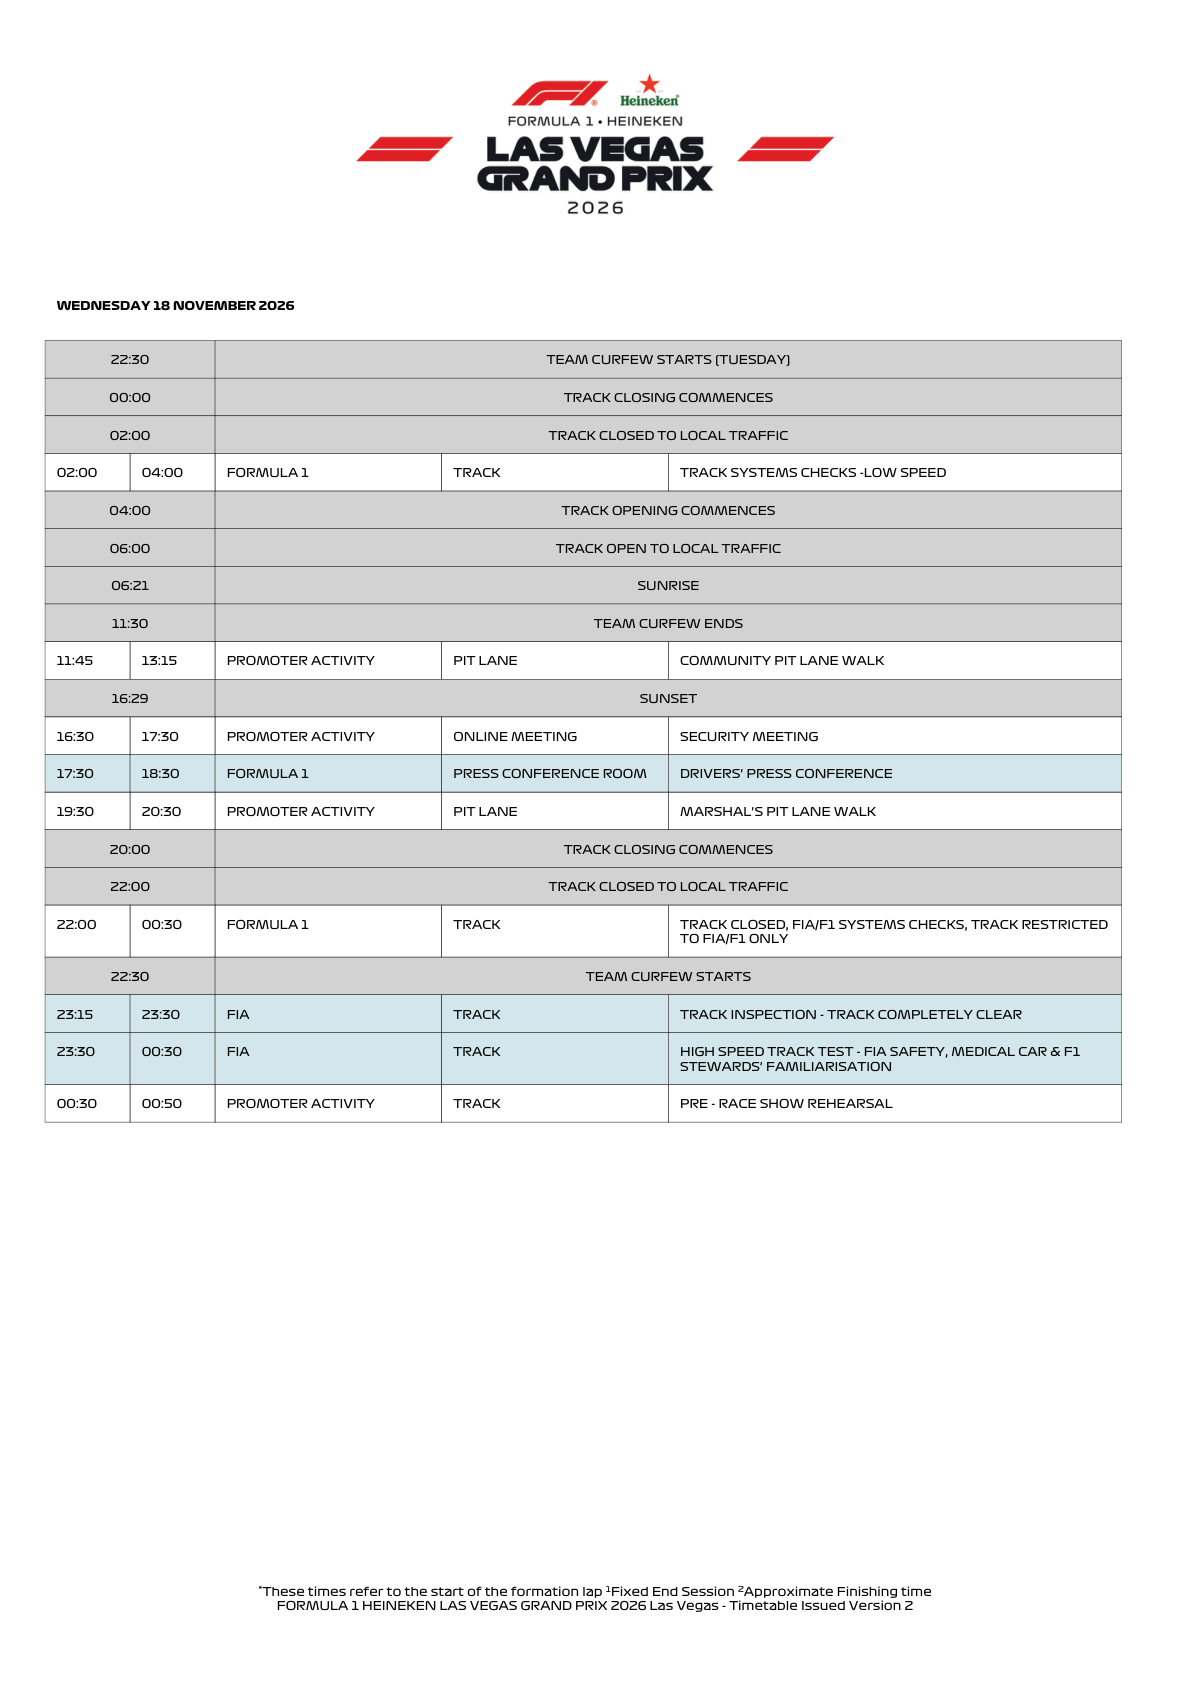 Heineken®
FORMULA 1 • HEINEKEN
LAS VEGAS
GRAND PRIX
2026
WEDNESDAY 18 NOVEMBER 2026
22:30 TEAM CURFEW STARTS (TUESDAY)
00:00 TRACK CLOSING COMMENCES
02:00 TRACK CLOSED TO LOCAL TRAFFIC
02:00 04:00 FORMULA 1 TRACK TRACK SYSTEMS CHECKS -LOW SPEED
04:00 TRACK OPENING COMMENCES
06:00 TRACK OPEN TO LOCAL TRAFFIC
06:21 SUNRISE
11:30 TEAM CURFEW ENDS
11:45 13:15 PROMOTER ACTIVITY PIT LANE COMMUNITY PIT LANE WALK
16:29 SUNSET
16:30 17:30 PROMOTER ACTIVITY ONLINE MEETING SECURITY MEETING
17:30 18:30 FORMULA 1 PRESS CONFERENCE ROOM DRIVERS' PRESS CONFERENCE
19:30 20:30 PROMOTER ACTIVITY PIT LANE MARSHAL'S PIT LANE WALK
20:00 TRACK CLOSING COMMENCES
22:00 TRACK CLOSED TO LOCAL TRAFFIC
22:00 00:30 FORMULA 1 TRACK TRACK CLOSED, FIA/F1 SYSTEMS CHECKS, TRACK RESTRICTED
TO FIA/F1 ONLY
22:30 TEAM CURFEW STARTS
23:15 23:30 FIA TRACK TRACK INSPECTION - TRACK COMPLETELY CLEAR
23:30 00:30 FIA TRACK HIGH SPEED TRACK TEST - FIA SAFETY, MEDICAL CAR & F1
STEWARDS' FAMILIARISATION
00:30 00:50 PROMOTER ACTIVITY TRACK PRE - RACE SHOW REHEARSAL
*These times refer to the start of the formation lap ¹Fixed End Session ²Approximate Finishing time
FORMULA 1 HEINEKEN LAS VEGAS GRAND PRIX 2026 Las Vegas - Timetable Issued Version 2